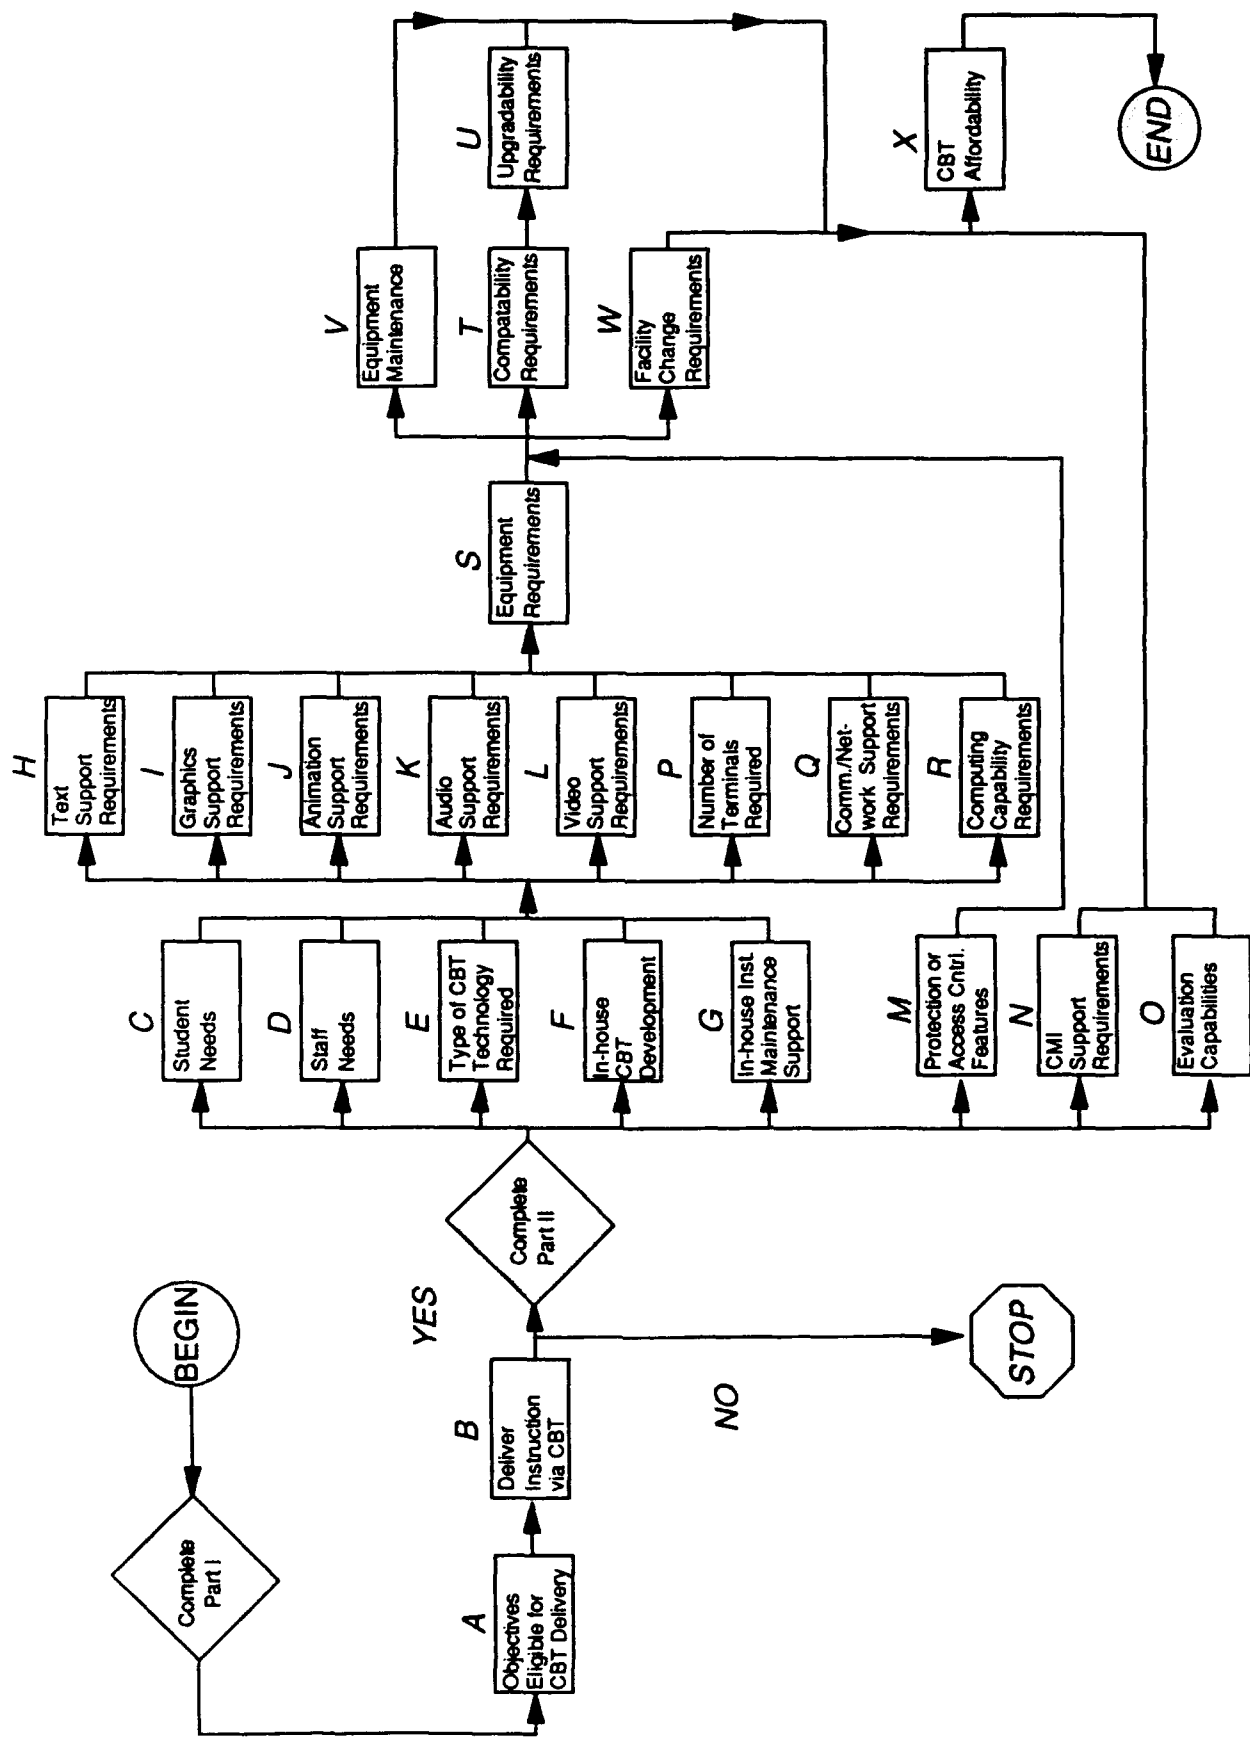 BEGIN
Complete
Part I
A
Objectives
Eligible for
CBT Delivery
B
Deliver
Instruction
via CBT
YES
NO
STOP
Complete
Part II
C
Student
Needs
D
Staff
Needs
E
Type of CBT
Technology
Required
F
In-house
CBT
Development
G
In-house Inst.
Maintenance
Support
M
Protection or
Access Cntrl.
Features
N
CMI
Support
Requirements
O
Evaluation
Capabilities
H
Text
Support
Requirements
I
Graphics
Support
Requirements
J
Animation
Support
Requirements
K
Audio
Support
Requirements
L
Video
Support
Requirements
P
Number of
Terminals
Required
Q
Comm./Net-
work Support
Requirements
R
Computing
Capability
Requirements
S
Equipment
Requirements
V
Equipment
Maintenance
T
Compatability
Requirements
W
Facility
Change
Requirements
U
Upgradability
Requirements
X
CBT
Affordability
END